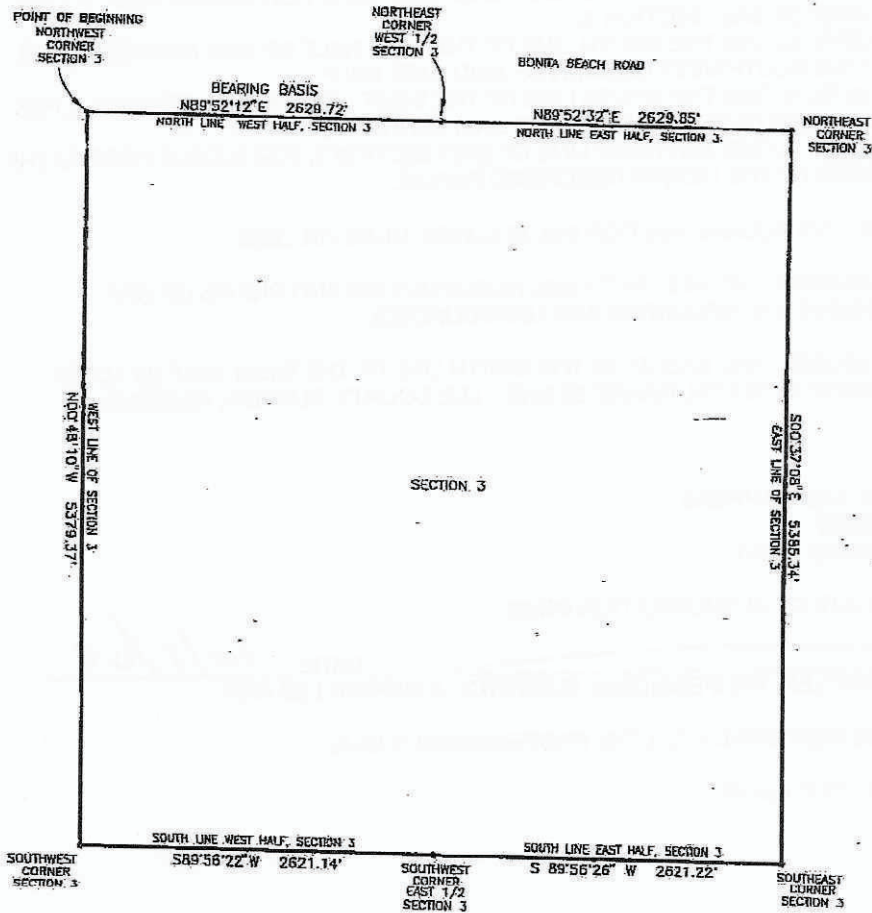 POINT OF BEGINNING
NORTHWEST
CORNER
SECTION 3
NORTHEAST
CORNER
WEST 1/2
SECTION 3
BONITA BEACH ROAD
BEARING BASIS
N89°52'12"E 2629.72'
NORTH LINE WEST HALF, SECTION 3
N89°52'32"E 2629.85'
NORTH LINE EAST HALF, SECTION 3.
NORTHEAST
CORNER
SECTION 3
N00°48'10"W 5379.37'
WEST LINE OF SECTION 3
SECTION 3
S00°37'08"E 5385.34'
EAST LINE OF SECTION 3
SOUTH LINE WEST HALF, SECTION 3
S89°56'22"W 2621.14'
SOUTH LINE EAST HALF, SECTION 3
S 89°56'26" W 2621.22'
SOUTHWEST
CORNER
SECTION 3
SOUTHWEST
CORNER
EAST 1/2
SECTION 3
SOUTHEAST
CORNER
SECTION 3